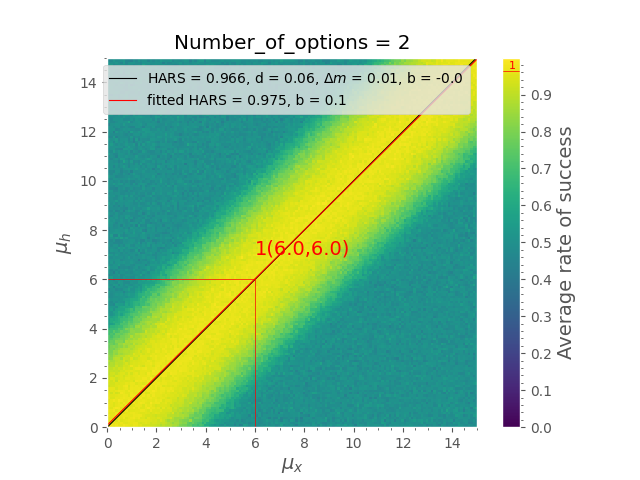 Number_of_options = 2
HARS = 0.966, d = 0.06, Δm = 0.01, b = -0.0
fitted HARS = 0.975, b = 0.1
1(6.0,6.0)
μh
14
12
10
8
6
4
2
0
0 2 4 6 8 10 12 14
μx
1
0.9
0.8
0.7
0.6
0.5
0.4
0.3
0.2
0.1
0.0
Average rate of success